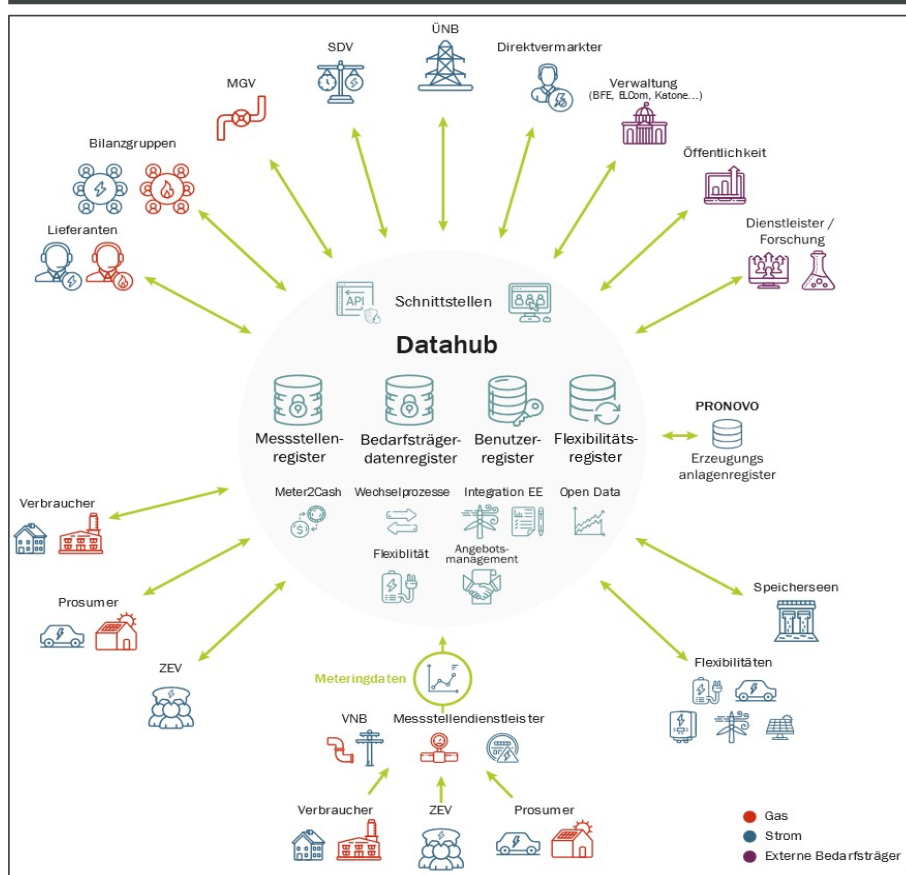 ÜNB
SDV
Direktvermarkter
MGV
Verwaltung
(BFE, ELCom, Katone...)
Bilanzgruppen
Öffentlichkeit
Lieferanten
Dienstleister /
Forschung
API
Schnittstellen
Datahub
Messstellen-
register
Bedarfsträger-
datenregister
Benutzer-
register
Flexibilitäts-
register
PRONOVO
Erzeugungs
anlagenregister
Meter2Cash
Wechselprozesse
Integration EE
Open Data
Flexiblität
Angebots-
management
Verbraucher
Prosumer
ZEV
Speicherseen
Flexibilitäten
Meteringdaten
VNB
Messstellendienstleister
Verbraucher
ZEV
Prosumer
Gas
Strom
Externe Bedarfsträger